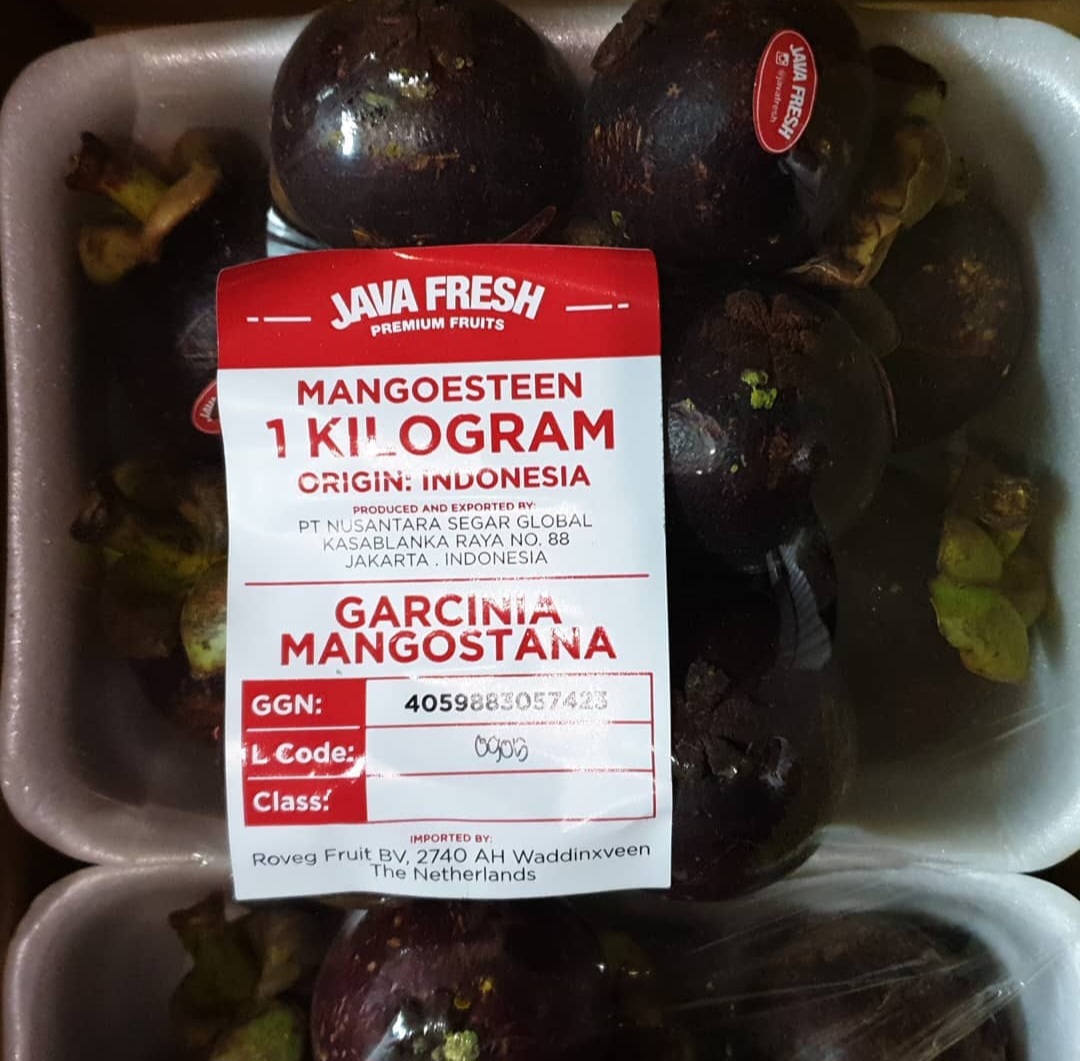 JAVA FRESH
@javafresh
JAVA FRESH
PREMIUM FRUITS
MANGOESTEEN
1 KILOGRAM
ORIGIN: INDONESIA
PRODUCED AND EXPORTED BY:
PT NUSANTARA SEGAR GLOBAL
KASABLANKA RAYA NO. 88
JAKARTA . INDONESIA
GARCINIA
MANGOSTANA
GGN: 4059883057423
L Code: 0905
Class:
IMPORTED BY:
Roveg Fruit BV, 2740 AH Waddinxveen
The Netherlands